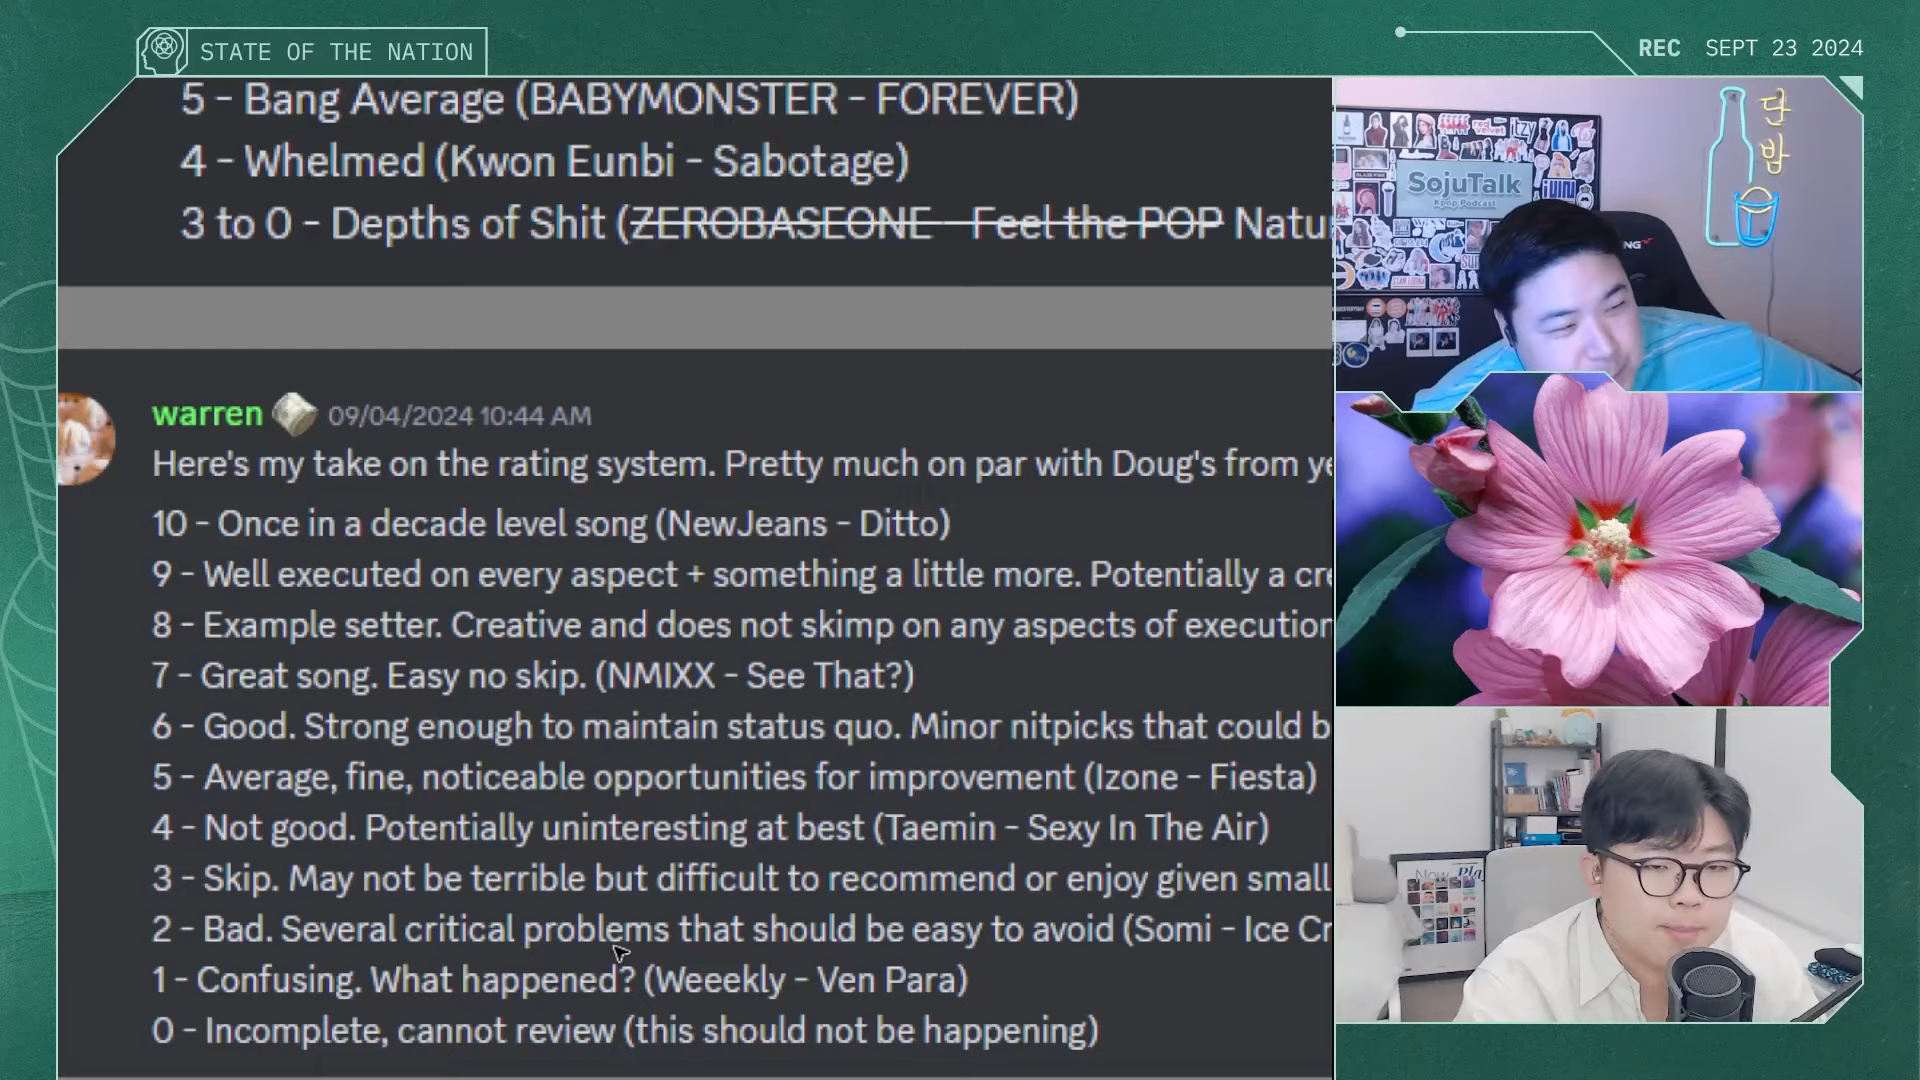 STATE OF THE NATION
REC SEPT 23 2024
5 - Bang Average (BABYMONSTER - FOREVER)
4 - Whelmed (Kwon Eunbi - Sabotage)
3 to 0 - Depths of Shit (ZEROBASEONE - Feel the POP Natu
warren 09/04/2024 10:44 AM
Here's my take on the rating system. Pretty much on par with Doug's from ye
10 - Once in a decade level song (NewJeans - Ditto)
9 - Well executed on every aspect + something a little more. Potentially a cre
8 - Example setter. Creative and does not skimp on any aspects of execution
7 - Great song. Easy no skip. (NMIXX - See That?)
6 - Good. Strong enough to maintain status quo. Minor nitpicks that could b
5 - Average, fine, noticeable opportunities for improvement (Izone - Fiesta)
4 - Not good. Potentially uninteresting at best (Taemin - Sexy In The Air)
3 - Skip. May not be terrible but difficult to recommend or enjoy given small
2 - Bad. Several critical problems that should be easy to avoid (Somi - Ice Cr
1 - Confusing. What happened? (Weeekly - Ven Para)
0 - Incomplete, cannot review (this should not be happening)
단밤
red velvet
itzy
SojuTalk
Kpop Podcast
Now